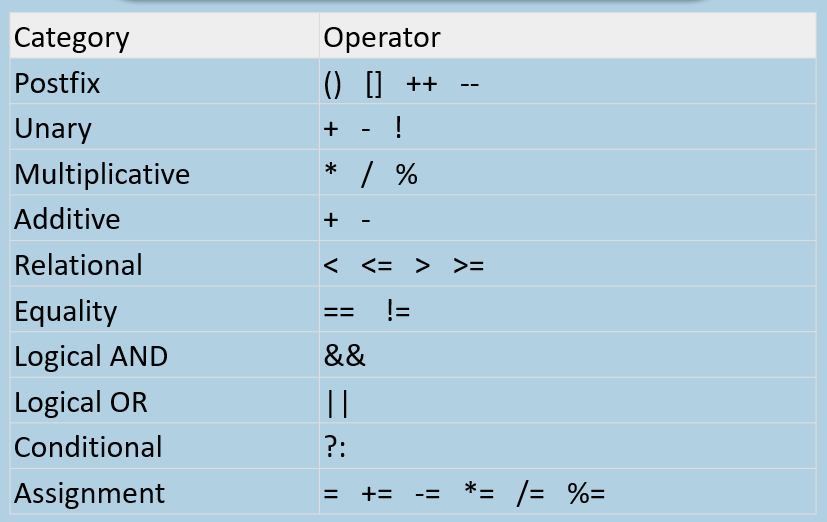 Category Operator
Postfix () [] ++ --
Unary + - !
Multiplicative * / %
Additive + -
Relational < <= > >=
Equality == !=
Logical AND &&
Logical OR ||
Conditional ?:
Assignment = += -= *= /= %=